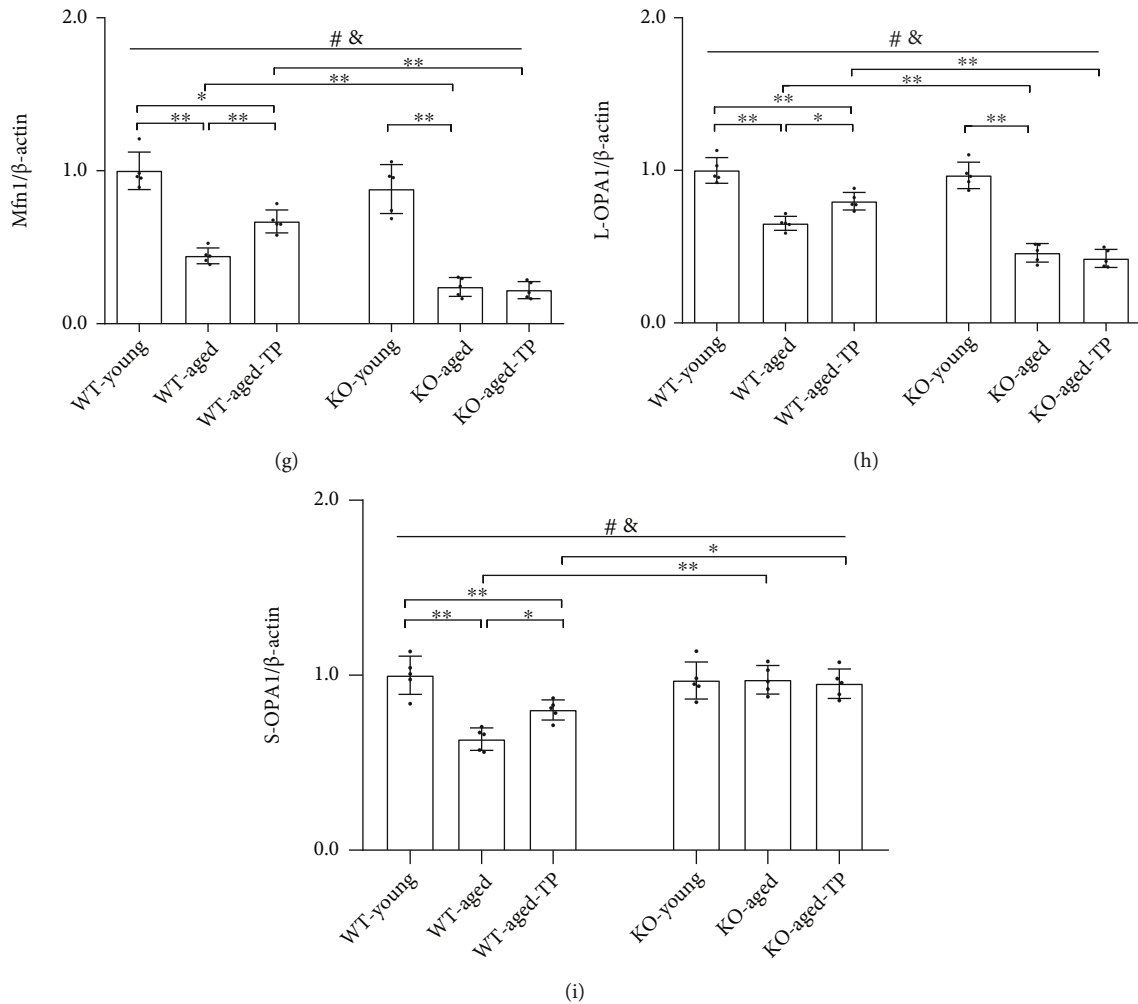 2.0
# &
**
**
*
**
**
**
1.0
0.0
Mfn1/β-actin
WT-young
WT-aged
WT-aged-TP
KO-young
KO-aged
KO-aged-TP
(g)
2.0
# &
**
**
**
**
*
**
1.0
0.0
L-OPA1/β-actin
WT-young
WT-aged
WT-aged-TP
KO-young
KO-aged
KO-aged-TP
(h)
2.0
# &
*
**
**
**
*
1.0
0.0
S-OPA1/β-actin
WT-young
WT-aged
WT-aged-TP
KO-young
KO-aged
KO-aged-TP
(i)